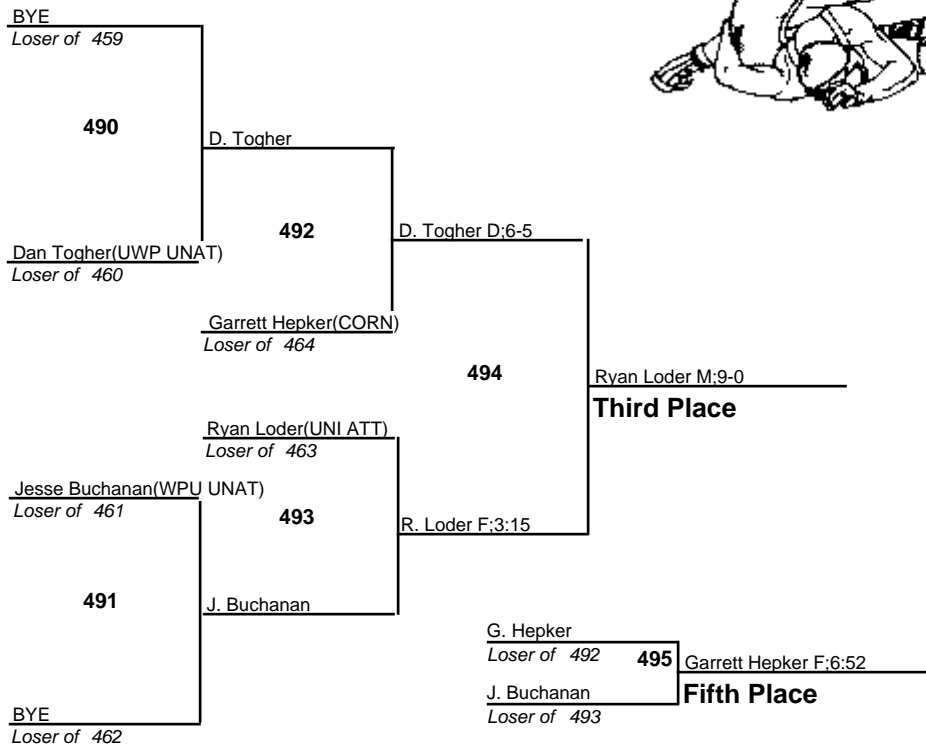 BYE
Loser of 459
490
D. Togher
492
D. Togher D;6-5
Dan Togher(UWP UNAT)
Loser of 460
Garrett Hepker(CORN)
Loser of 464
494
Ryan Loder M;9-0
Third Place
Ryan Loder(UNI ATT)
Loser of 463
Jesse Buchanan(WPU UNAT)
Loser of 461
493
R. Loder F;3:15
491
J. Buchanan
G. Hepker
Loser of 492
495
Garrett Hepker F;6:52
Fifth Place
J. Buchanan
Loser of 493
BYE
Loser of 462